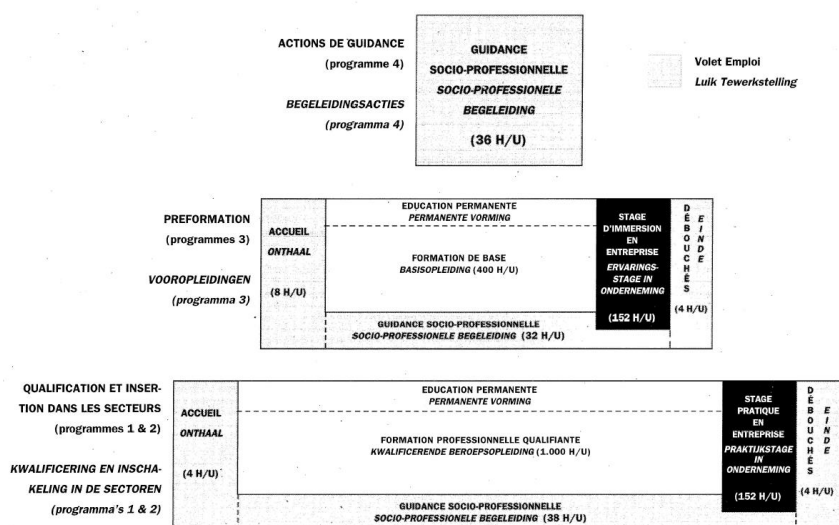 ACTIONS DE GUIDANCE
(programme 4)
BEGELEIDINGSACTIES
(programma 4)
GUIDANCE
SOCIO-PROFESSIONNELLE
SOCIO-PROFESSIONELE
BEGELEIDING
(36 H/U)
Volet Emploi
Luik Tewerkstelling
PREFORMATION
(programmes 3)
VOOROPLEIDINGEN
(programma 3)
ACCUEIL
ONTHAAL
(8 H/U)
EDUCATION PERMANENTE
PERMANENTE VORMING
FORMATION DE BASE
BASISOPLEIDING (400 H/U)
GUIDANCE SOCIO-PROFESSIONNELLE
SOCIO-PROFESSIONELE BEGELEIDING (32 H/U)
STAGE
D'IMMERSION
EN
ENTREPRISE
ERVARINGS-
STAGE IN
ONDERNEMING
(152 H/U)
DÉBOUCHÉS
EINDE
(4 H/U)
QUALIFICATION ET INSER-
TION DANS LES SECTEURS
(programmes 1 & 2)
KWALIFICERING EN INSCHA-
KELING IN DE SECTOREN
(programma's 1 & 2)
ACCUEIL
ONTHAAL
(4 H/U)
EDUCATION PERMANENTE
PERMANENTE VORMING
FORMATION PROFESSIONNELLE QUALIFIANTE
KWALIFICERENDE BEROEPSOPLEIDING (1.000 H/U)
GUIDANCE SOCIO-PROFESSIONNELLE
SOCIO-PROFESSIONELE BEGELEIDING (38 H/U)
STAGE
PRATIQUE
EN
ENTREPRISE
PRAKTIJKSTAGE
IN
ONDERNEMING
(152 H/U)
DÉBOUCHÉS
EINDE
(4 H/U)